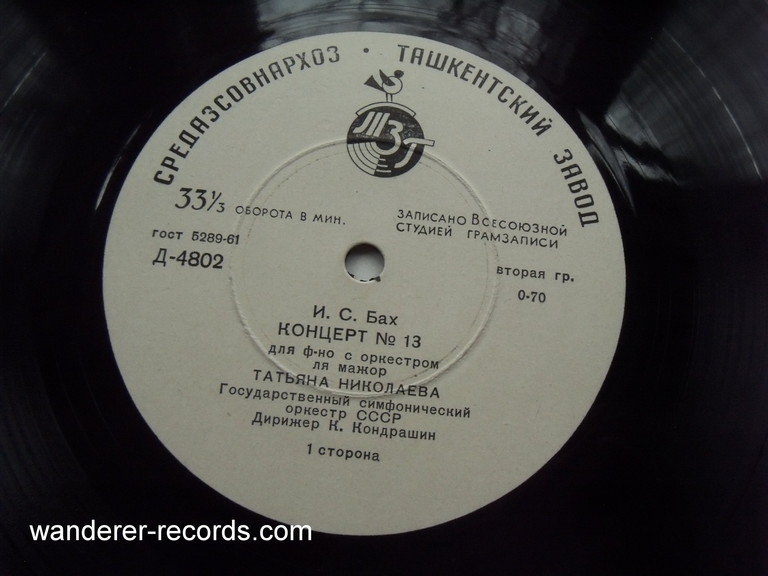 СРЕДАЗСОВНАРХОЗ • ТАШКЕНТСКИЙ ЗАВОД
ТЗГ
33⅓ ОБОРОТА В МИН.
ЗАПИСАНО ВСЕСОЮЗНОЙ
СТУДИЕЙ ГРАМЗАПИСИ
ГОСТ 5289-61
Д-4802
вторая гр.
0-70
И. С. Бах
КОНЦЕРТ № 13
для ф-но с оркестром
ля мажор
ТАТЬЯНА НИКОЛАЕВА
Государственный симфонический
оркестр СССР
Дирижер К. Кондрашин
1 сторона
wanderer-records.com